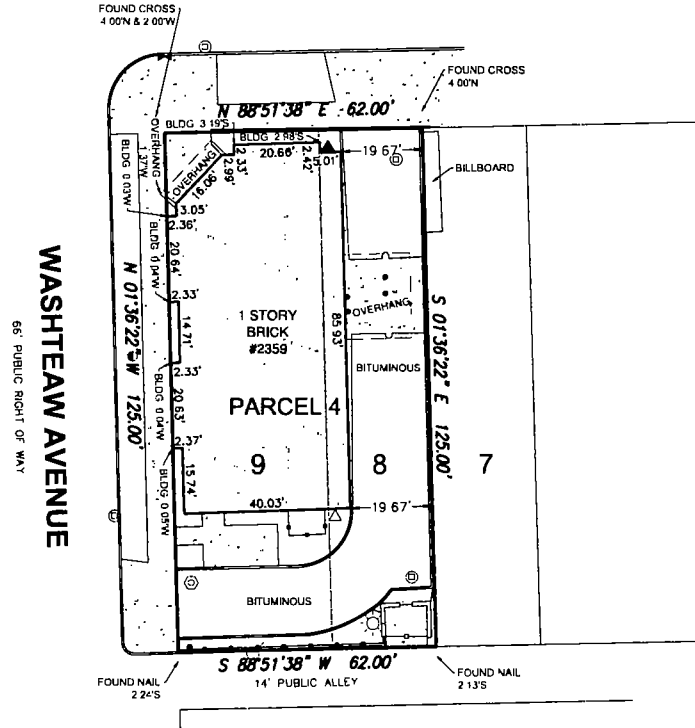 FOUND CROSS
4 00'N & 2 00'W
FOUND CROSS
4 00'N
N 88°51'38" E 62.00'
BLDG 3 19'S
BLDG 2 98'S
OVERHANG
1 37'W
BLDG 0 03'W
OVERHANG
16.06'
2.99'
2 33'
20.66'
2.42'
5.01'
19 67'
BILLBOARD
3.05'
2.36'
BLDG 0 04'W
20 64'
2.33'
14 71'
2.33'
BLDG 0 04'W
20 63'
2.37'
BLDG 0 05'W
15 74'
1 STORY
BRICK
#2359
85 93'
OVERHANG
BITUMINOUS
PARCEL 4
9
8
7
40.03'
19 67'
N 01°36'22" W 125.00'
S 01°36'22" E 125.00'
WASHTEAW AVENUE
66' PUBLIC RIGHT OF WAY
BITUMINOUS
S 88°51'38" W 62.00'
14' PUBLIC ALLEY
FOUND NAIL
2 24'S
FOUND NAIL
2 13'S